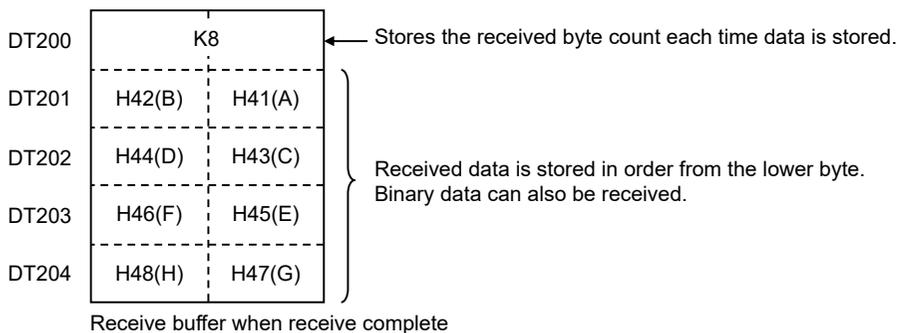 DT200 K8 Stores the received byte count each time data is stored.
DT201 H42(B) H41(A)
DT202 H44(D) H43(C)
Received data is stored in order from the lower byte.
Binary data can also be received.
DT203 H46(F) H45(E)
DT204 H48(H) H47(G)
Receive buffer when receive complete